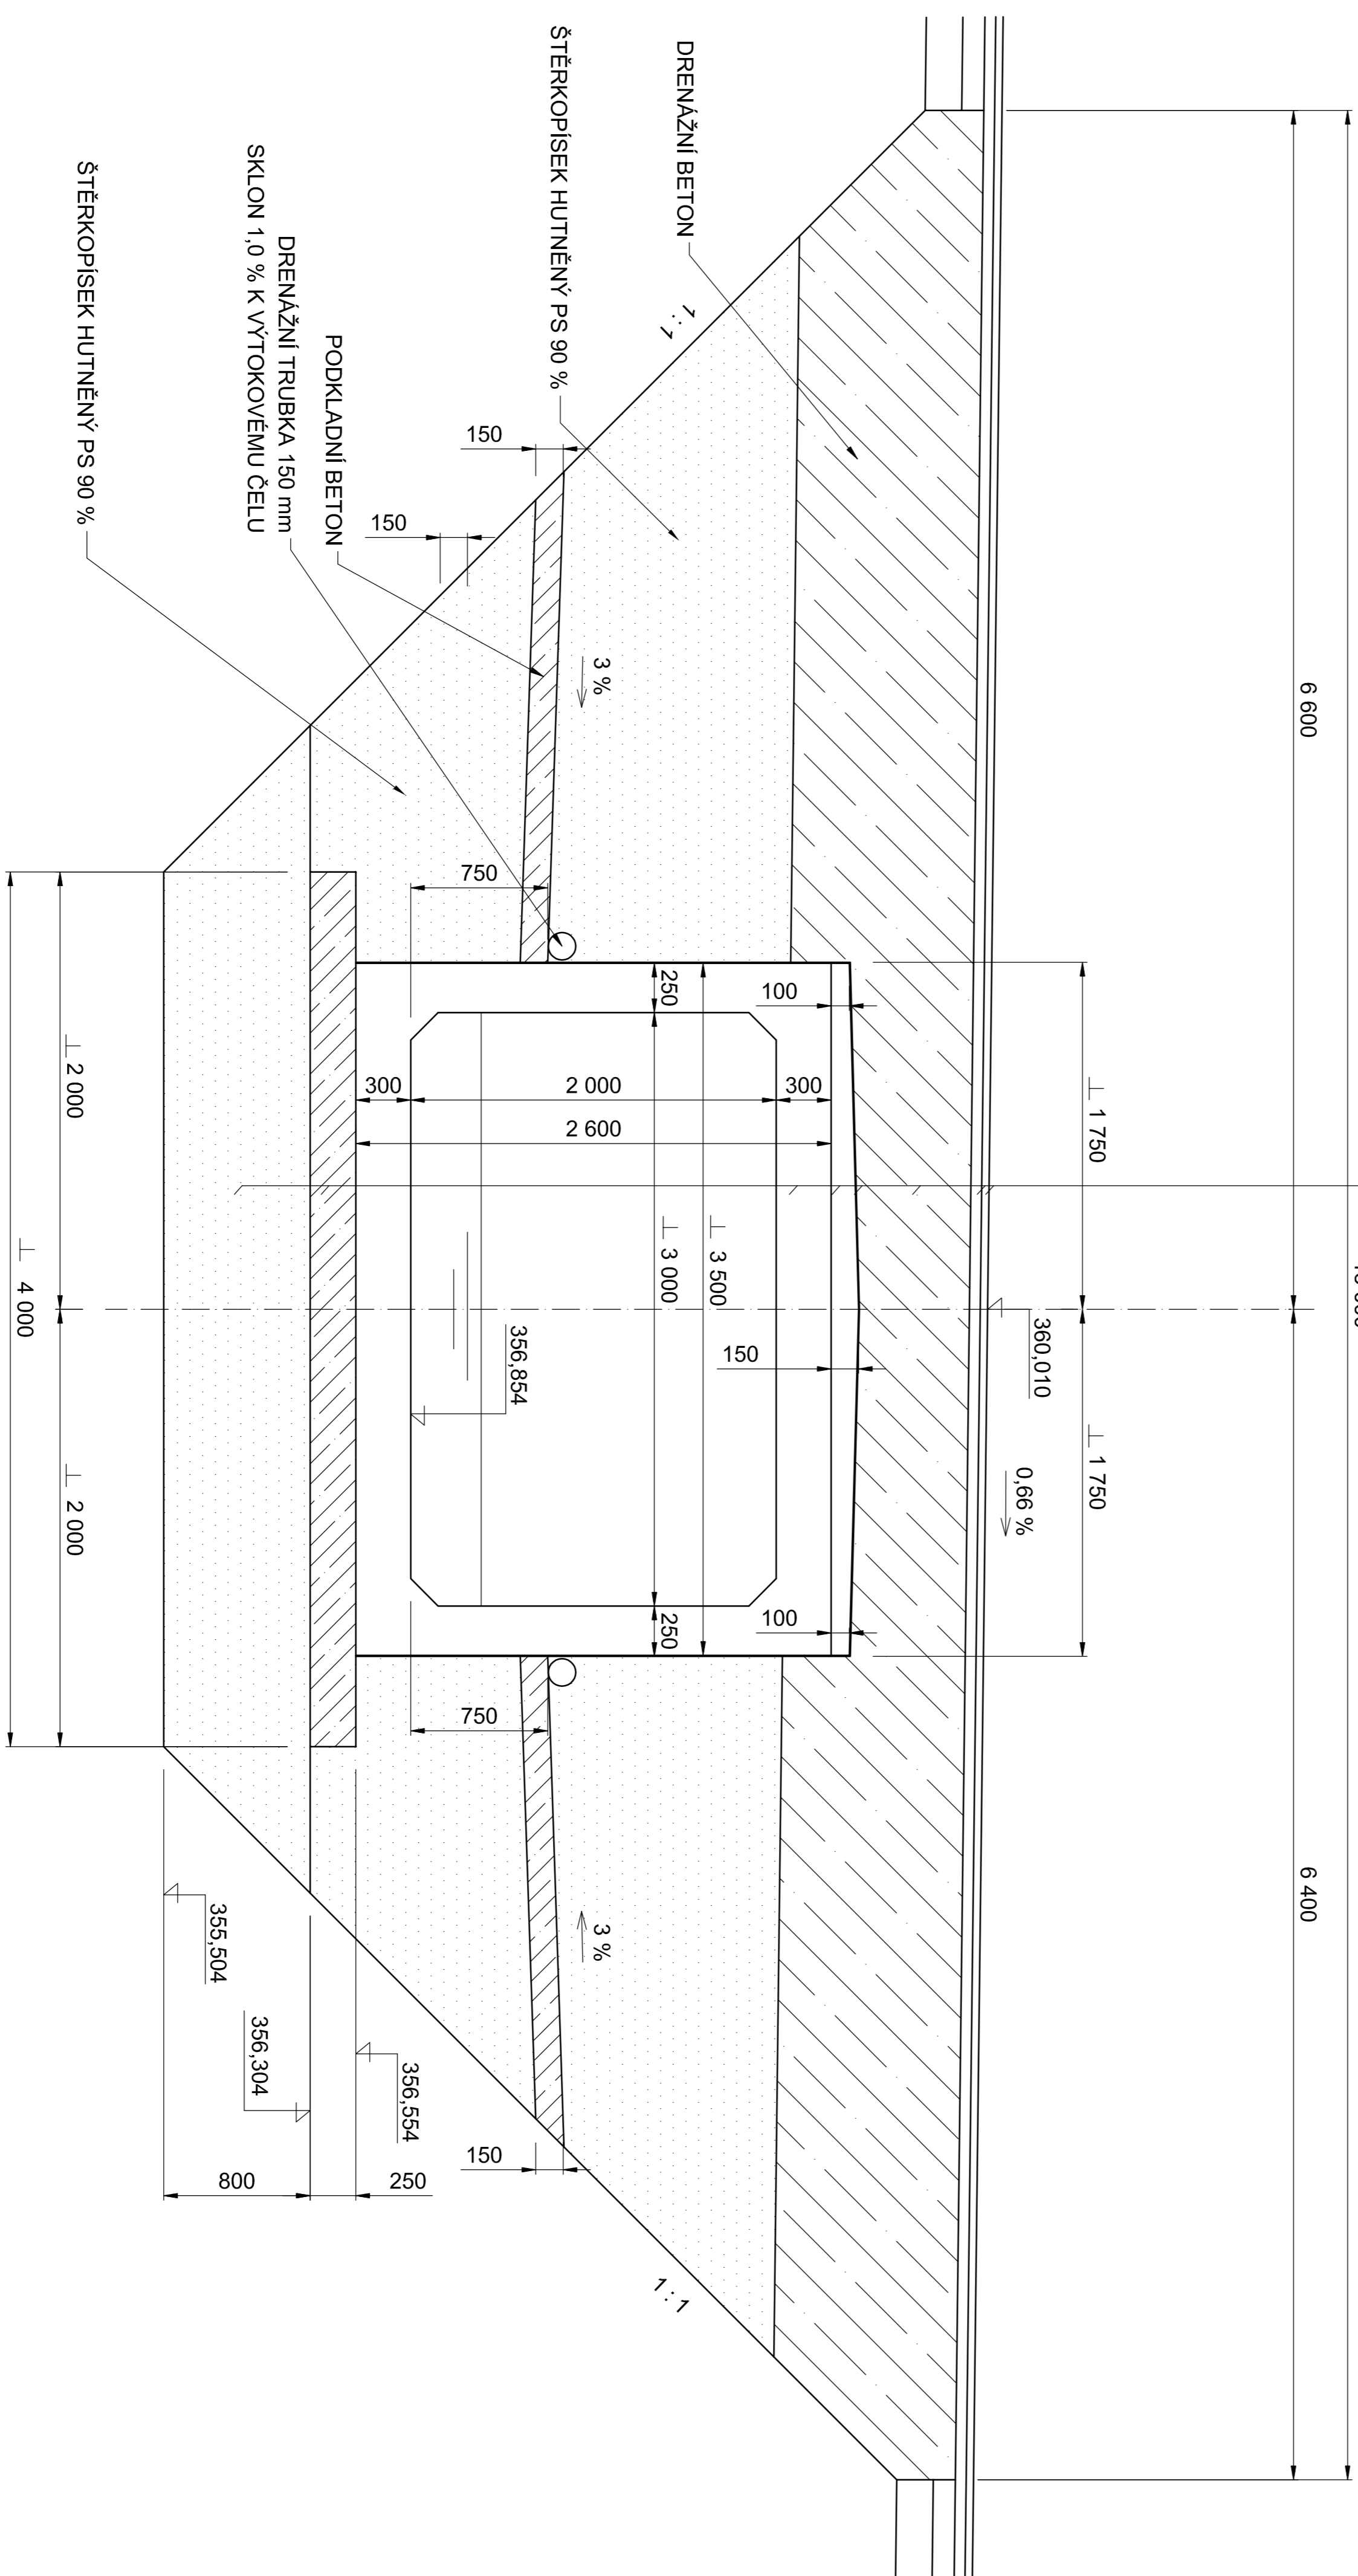 6 600
6 400
⊥ 1 750
⊥ 1 750
360,010
0,66 %
DRENÁŽNÍ BETON
ŠTĚRKOPÍSEK HUTNĚNÝ PS 90 %
1:1
1:1
3 %
3 %
100
150
100
250
250
⊥ 3 500
⊥ 3 000
300
2 000
300
2 600
356,854
150
150
150
750
750
PODKLADNÍ BETON
DRENÁŽNÍ TRUBKA 150 mm
SKLON 1,0 % K VÝTOKOVÉMU ČELU
ŠTĚRKOPÍSEK HUTNĚNÝ PS 90 %
356,554
356,304
355,504
800
250
⊥ 2 000
⊥ 2 000
⊥ 4 000